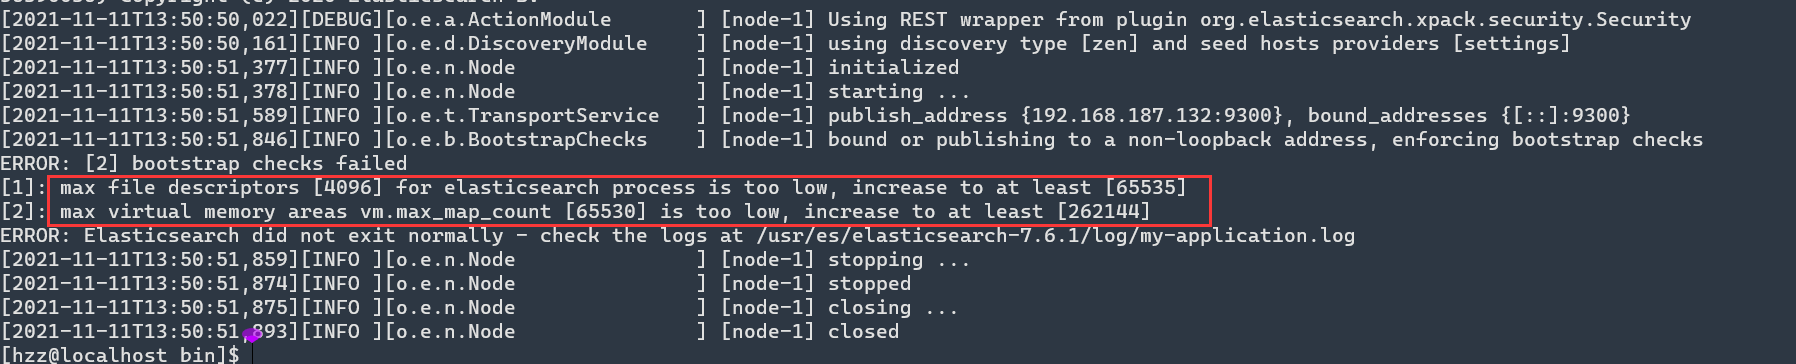 [2021-11-11T13:50:50,022][DEBUG][o.e.a.ActionModule       ] [node-1] Using REST wrapper from plugin org.elasticsearch.xpack.security.Security
[2021-11-11T13:50:50,161][INFO ][o.e.d.DiscoveryModule    ] [node-1] using discovery type [zen] and seed hosts providers [settings]
[2021-11-11T13:50:51,377][INFO ][o.e.n.Node               ] [node-1] initialized
[2021-11-11T13:50:51,378][INFO ][o.e.n.Node               ] [node-1] starting ...
[2021-11-11T13:50:51,589][INFO ][o.e.t.TransportService   ] [node-1] publish_address {192.168.187.132:9300}, bound_addresses {[::]:9300}
[2021-11-11T13:50:51,846][INFO ][o.e.b.BootstrapChecks    ] [node-1] bound or publishing to a non-loopback address, enforcing bootstrap checks
ERROR: [2] bootstrap checks failed
[1]: max file descriptors [4096] for elasticsearch process is too low, increase to at least [65535]
[2]: max virtual memory areas vm.max_map_count [65530] is too low, increase to at least [262144]
ERROR: Elasticsearch did not exit normally - check the logs at /usr/es/elasticsearch-7.6.1/log/my-application.log
[2021-11-11T13:50:51,859][INFO ][o.e.n.Node               ] [node-1] stopping ...
[2021-11-11T13:50:51,874][INFO ][o.e.n.Node               ] [node-1] stopped
[2021-11-11T13:50:51,875][INFO ][o.e.n.Node               ] [node-1] closing ...
[2021-11-11T13:50:51,893][INFO ][o.e.n.Node               ] [node-1] closed
[hzz@localhost bin]$